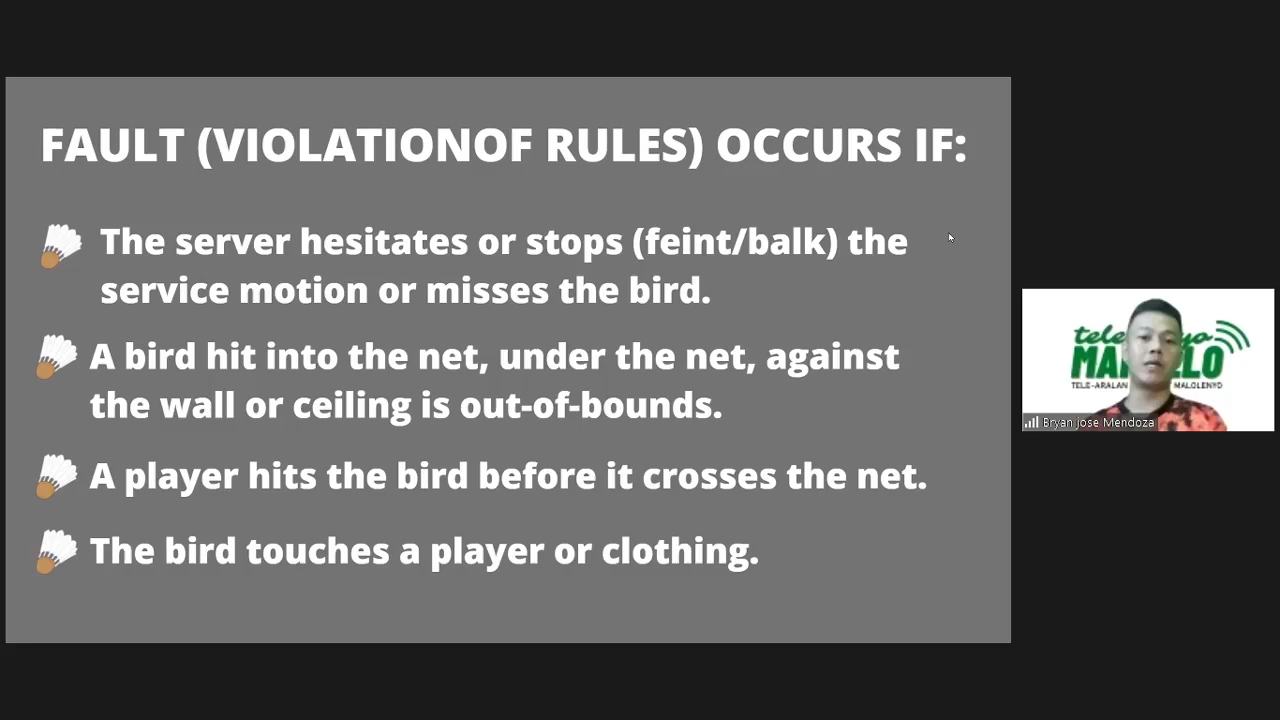 FAULT (VIOLATIONOF RULES) OCCURS IF:
The server hesitates or stops (feint/balk) the
service motion or misses the bird.
A bird hit into the net, under the net, against
the wall or ceiling is out-of-bounds.
A player hits the bird before it crosses the net.
The bird touches a player or clothing.
tele
TELE-ARALAN MALOLENYO
Bryan jose Mendoza